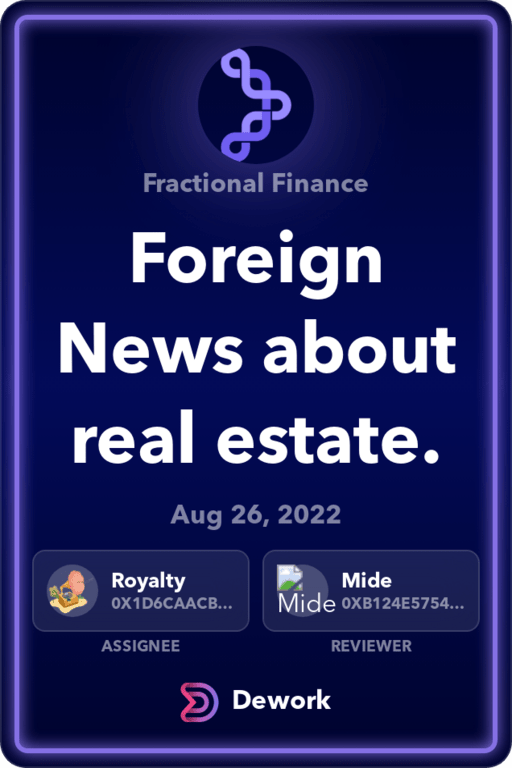 Fractional Finance
Foreign
News about
real estate.
Aug 26, 2022
Royalty
0X1D6CAACB...
ASSIGNEE
Mide
Mide
0XB124E5754...
REVIEWER
Dework